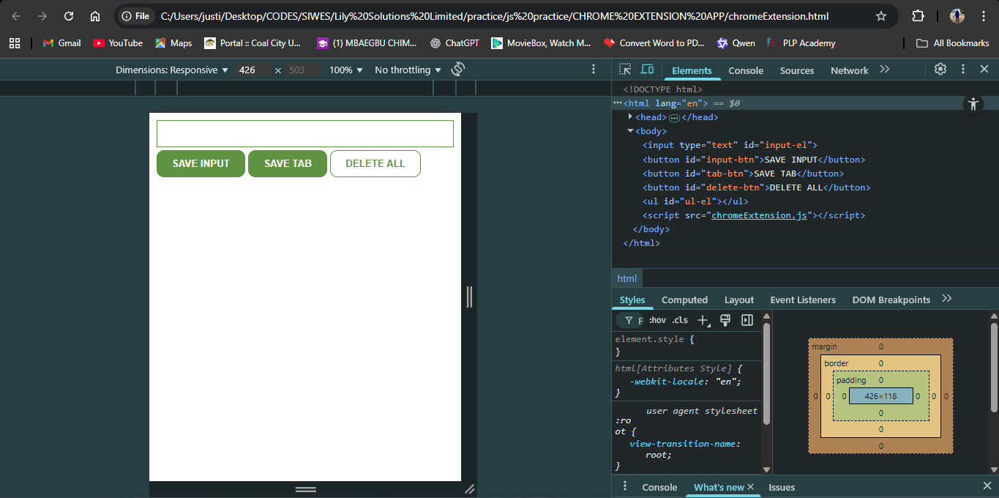 File C:/Users/justi/Desktop/CODES/SIWES/Lily%20Solutions%20Limited/practice/js%20practice/CHROME%20EXTENSION%20APP/chromeExtension.html
Gmail YouTube Maps Portal :: Coal City U... (1) MBAEGBU CHIM... ChatGPT MovieBox, Watch M... Convert Word to PD... Qwen PLP Academy All Bookmarks
Dimensions: Responsive 426 × 503 100% No throttling
Elements Console Sources Network
<!DOCTYPE html>
<html lang="en"> == $0
<head> </head>
<body>
<input type="text" id="input-el">
<button id="input-btn">SAVE INPUT</button>
<button id="tab-btn">SAVE TAB</button>
<button id="delete-btn">DELETE ALL</button>
<ul id="ul-el"></ul>
<script src="chromeExtension.js"></script>
</body>
</html>
SAVE INPUT SAVE TAB DELETE ALL
html
Styles Computed Layout Event Listeners DOM Breakpoints
F :hov .cls
element.style {
}
html[Attributes Style] {
-webkit-locale: "en";
}
user agent stylesheet
:ro
ot {
view-transition-name:
root;
}
margin 0
border 0
padding 0
0 0 0 426×118 0 0 0
0
0
0
Console What's new Issues